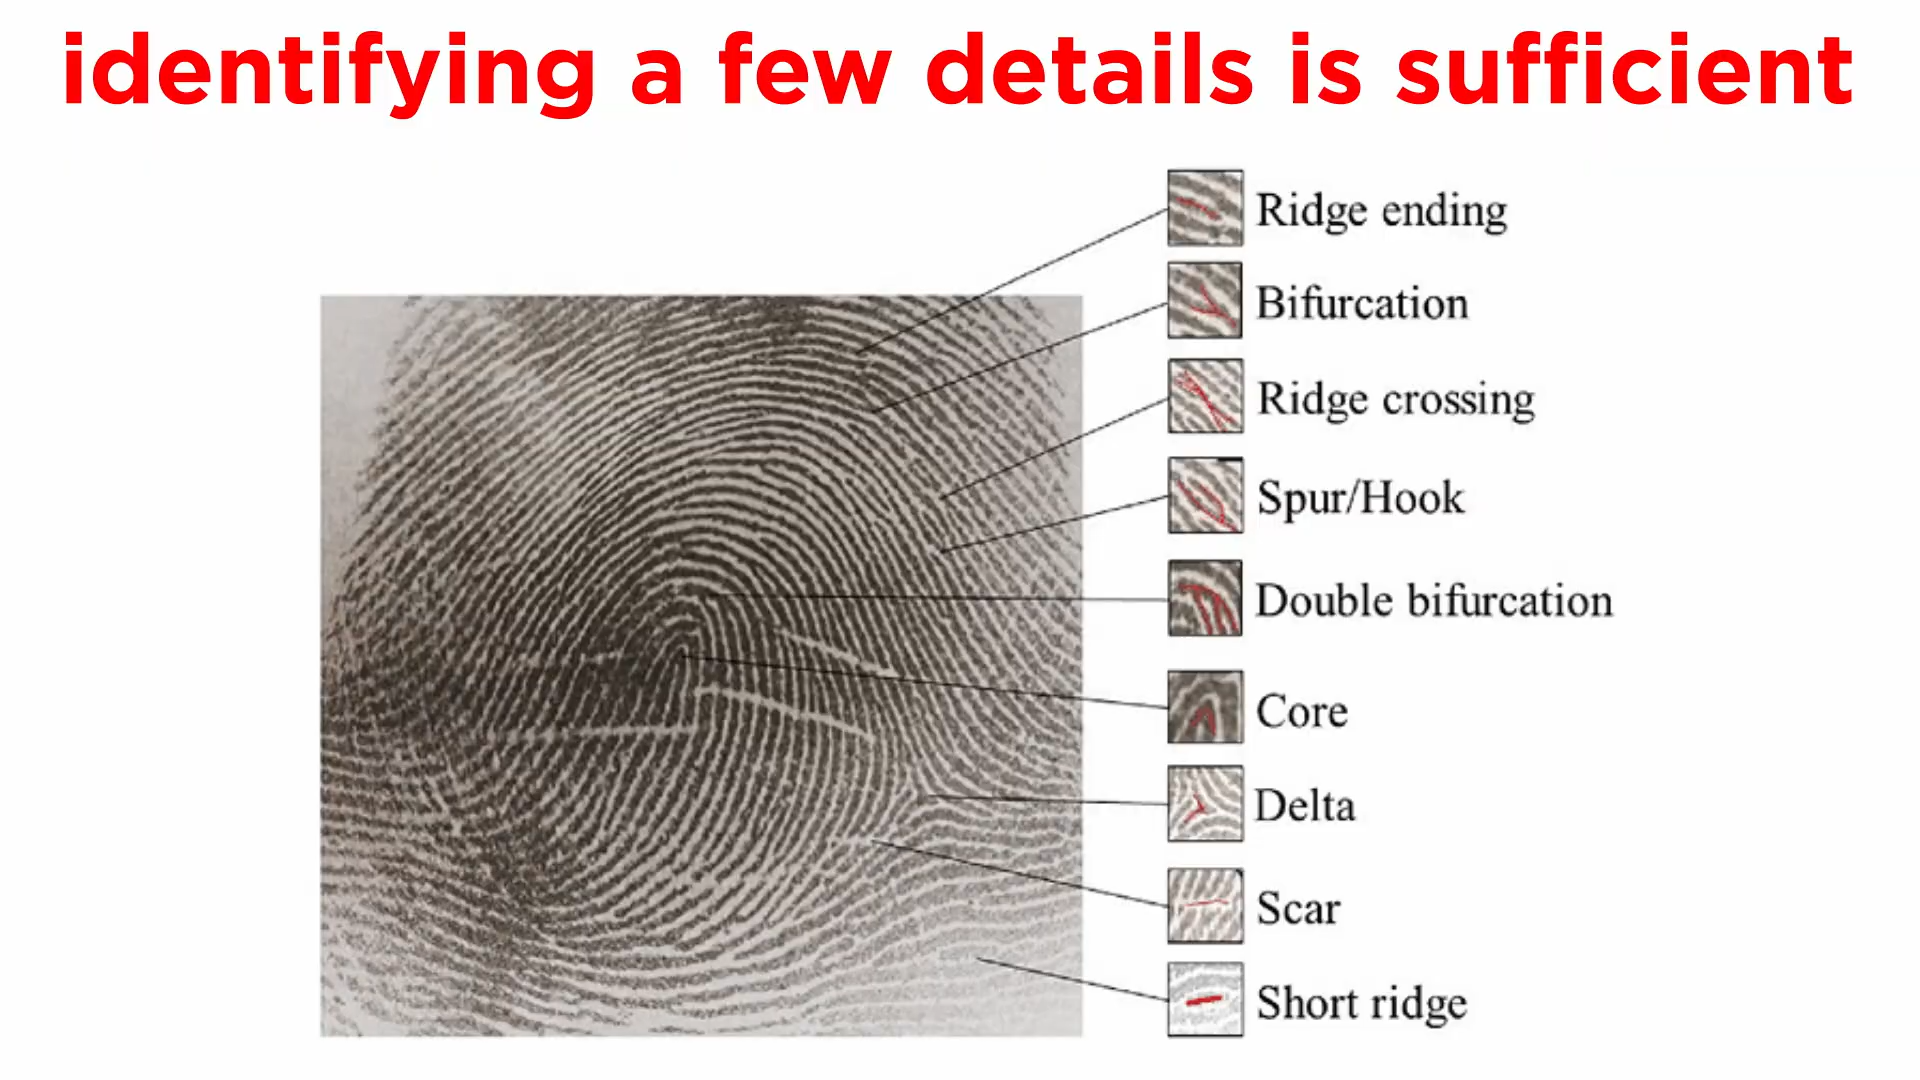 identifying a few details is sufficient
Ridge ending
Bifurcation
Ridge crossing
Spur/Hook
Double bifurcation
Core
Delta
Scar
Short ridge